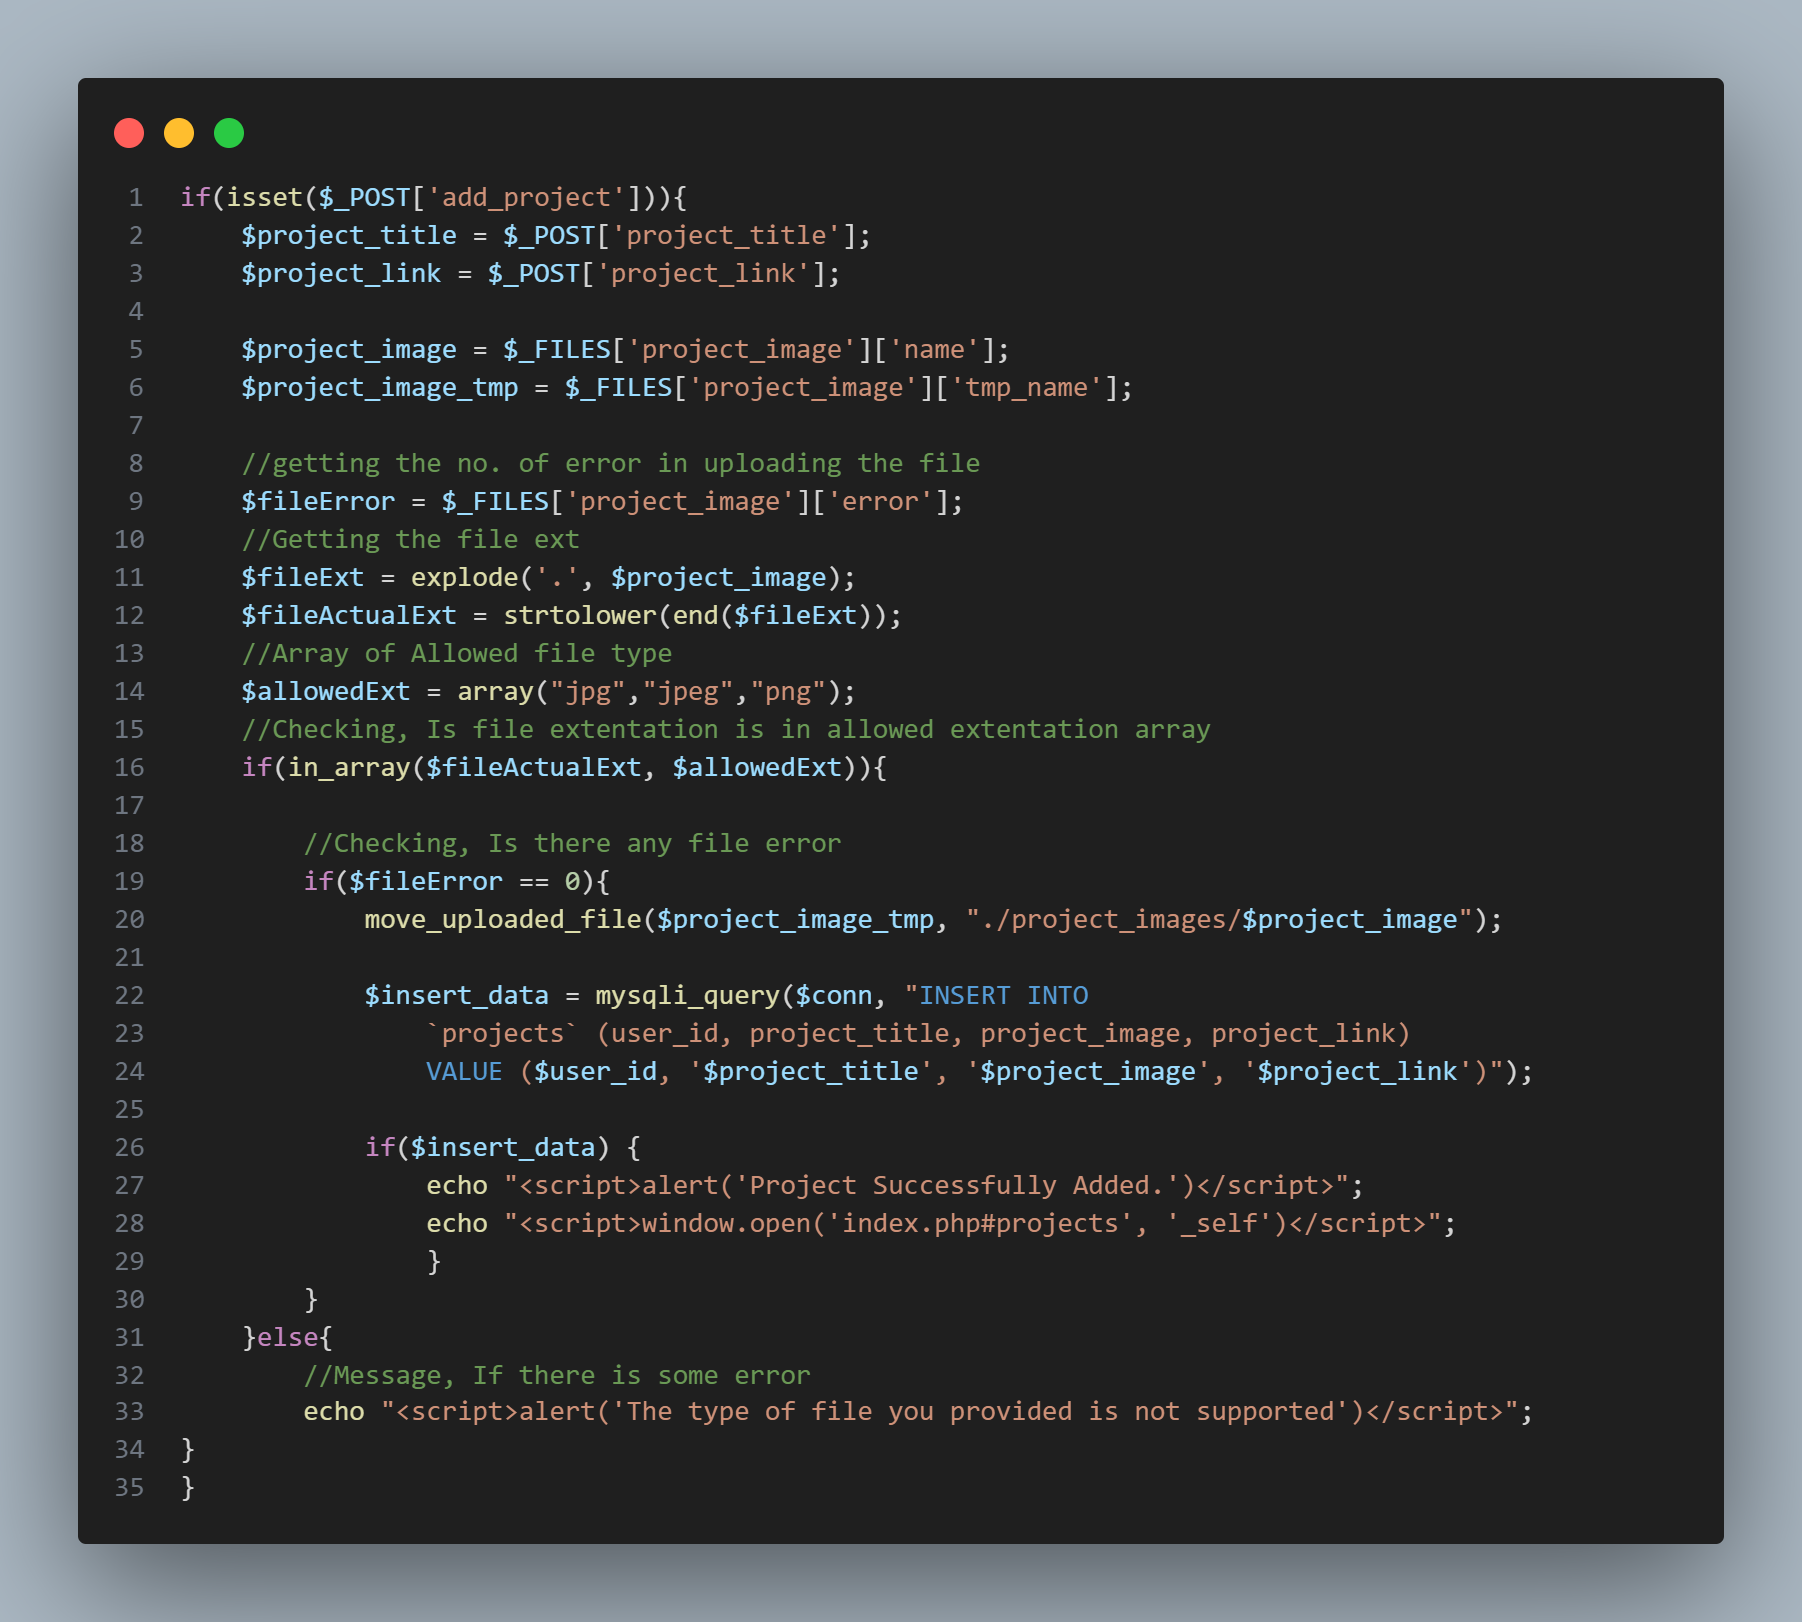 1 if(isset($_POST['add_project'])){
2     $project_title = $_POST['project_title'];
3     $project_link = $_POST['project_link'];
4
5     $project_image = $_FILES['project_image']['name'];
6     $project_image_tmp = $_FILES['project_image']['tmp_name'];
7
8     //getting the no. of error in uploading the file
9     $fileError = $_FILES['project_image']['error'];
10     //Getting the file ext
11     $fileExt = explode('.', $project_image);
12     $fileActualExt = strtolower(end($fileExt));
13     //Array of Allowed file type
14     $allowedExt = array("jpg","jpeg","png");
15     //Checking, Is file extentation is in allowed extentation array
16     if(in_array($fileActualExt, $allowedExt)){
17
18         //Checking, Is there any file error
19         if($fileError == 0){
20             move_uploaded_file($project_image_tmp, "./project_images/$project_image");
21
22             $insert_data = mysqli_query($conn, "INSERT INTO
23                 `projects` (user_id, project_title, project_image, project_link)
24                 VALUE ($user_id, '$project_title', '$project_image', '$project_link')");
25
26             if($insert_data) {
27                 echo "<script>alert('Project Successfully Added.')</script>";
28                 echo "<script>window.open('index.php#projects', '_self')</script>";
29                 }
30         }
31     }else{
32         //Message, If there is some error
33         echo "<script>alert('The type of file you provided is not supported')</script>";
34 }
35 }